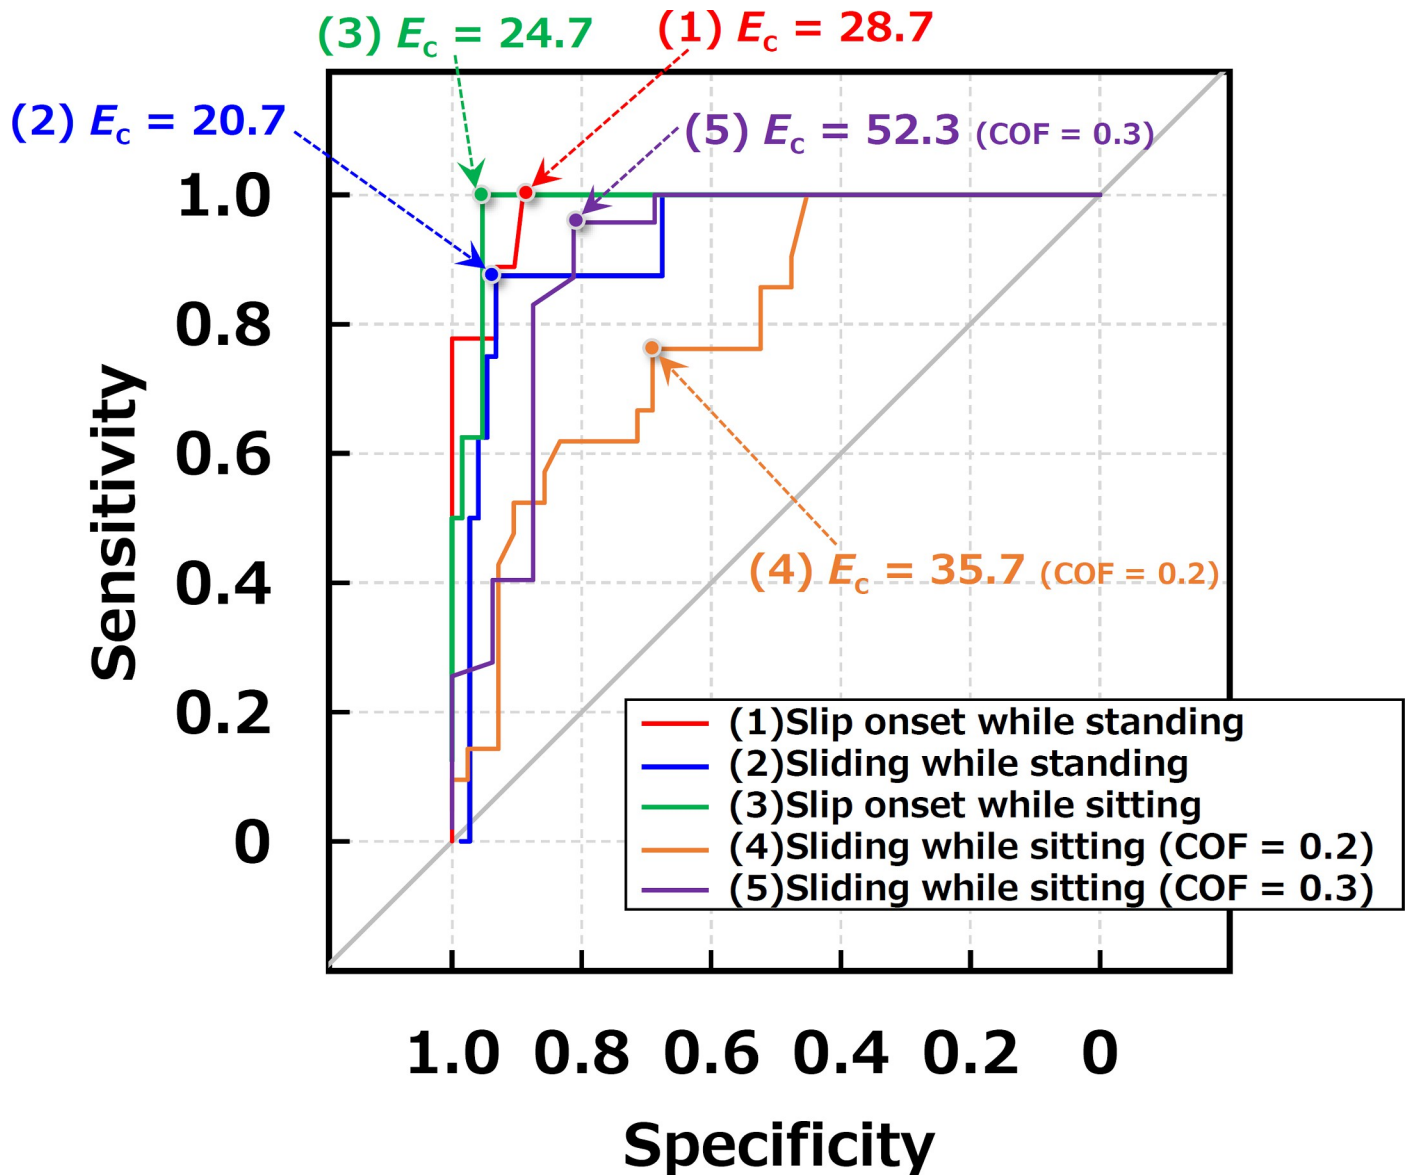 (3) EC = 24.7
(1) EC = 28.7
(2) EC = 20.7
(5) EC = 52.3 (COF = 0.3)
1.0
0.8
0.6
0.4
0.2
0
Sensitivity
(4) EC = 35.7 (COF = 0.2)
(1)Slip onset while standing
(2)Sliding while standing
(3)Slip onset while sitting
(4)Sliding while sitting (COF = 0.2)
(5)Sliding while sitting (COF = 0.3)
1.0 0.8 0.6 0.4 0.2 0
Specificity